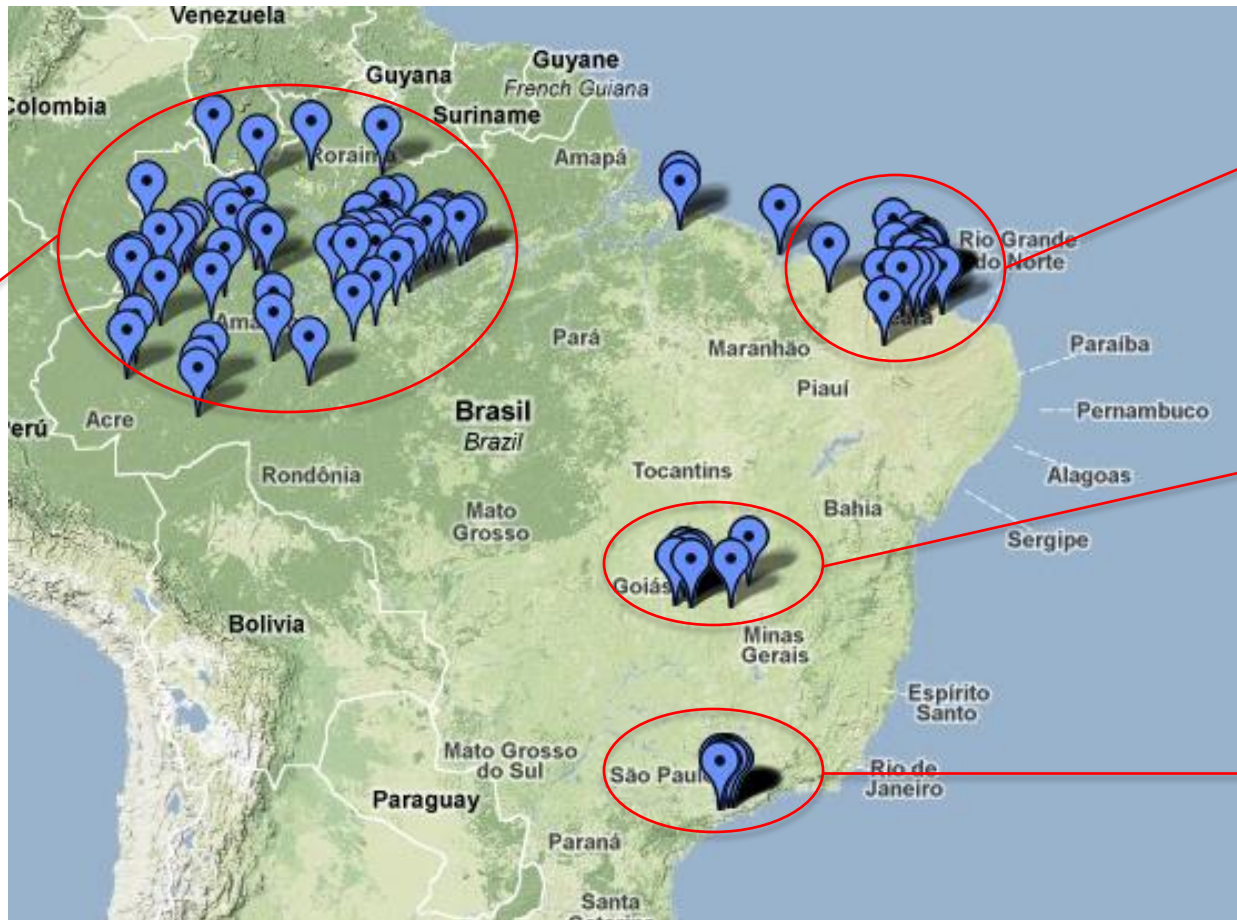 Venezuela
Guyana
Guyane
French Guiana
Colombia
Suriname
Roraima
Amapá
Rio Grande
do Norte
Pará
Maranhão
Paraíba
Piauí
Brasil
Brazil
Pernambuco
Acre
Rondônia
Tocantins
Alagoas
Mato
Grosso
Bahia
Sergipe
Goiás
Bolivia
Minas
Gerais
Espírito
Santo
Mato Grosso
do Sul
São Paulo
Rio de
Janeiro
Paraguay
Paraná
Santa